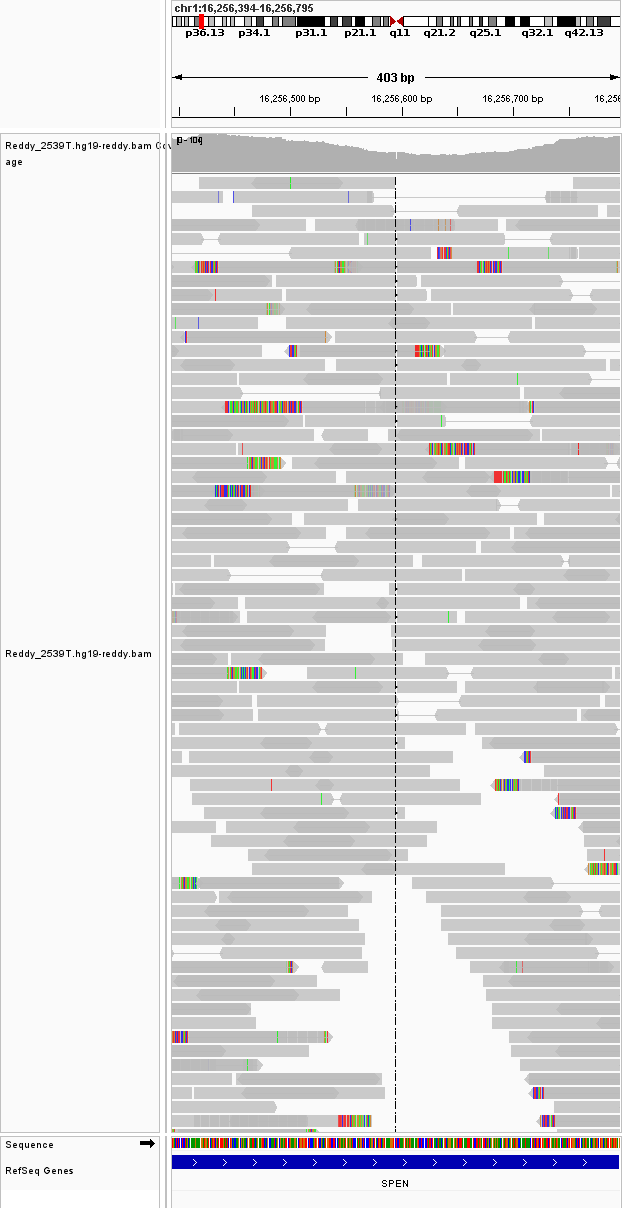 chr1:16,256,394-16,256,795
p36.13 p34.1 p31.1 p21.1 q11 q21.2 q25.1 q32.1 q42.13
403 bp
16,256,500 bp 16,256,600 bp 16,256,700 bp 16,256
Reddy_2539T.hg19-reddy.bam Cov
age
Reddy_2539T.hg19-reddy.bam
Sequence
RefSeq Genes
SPEN